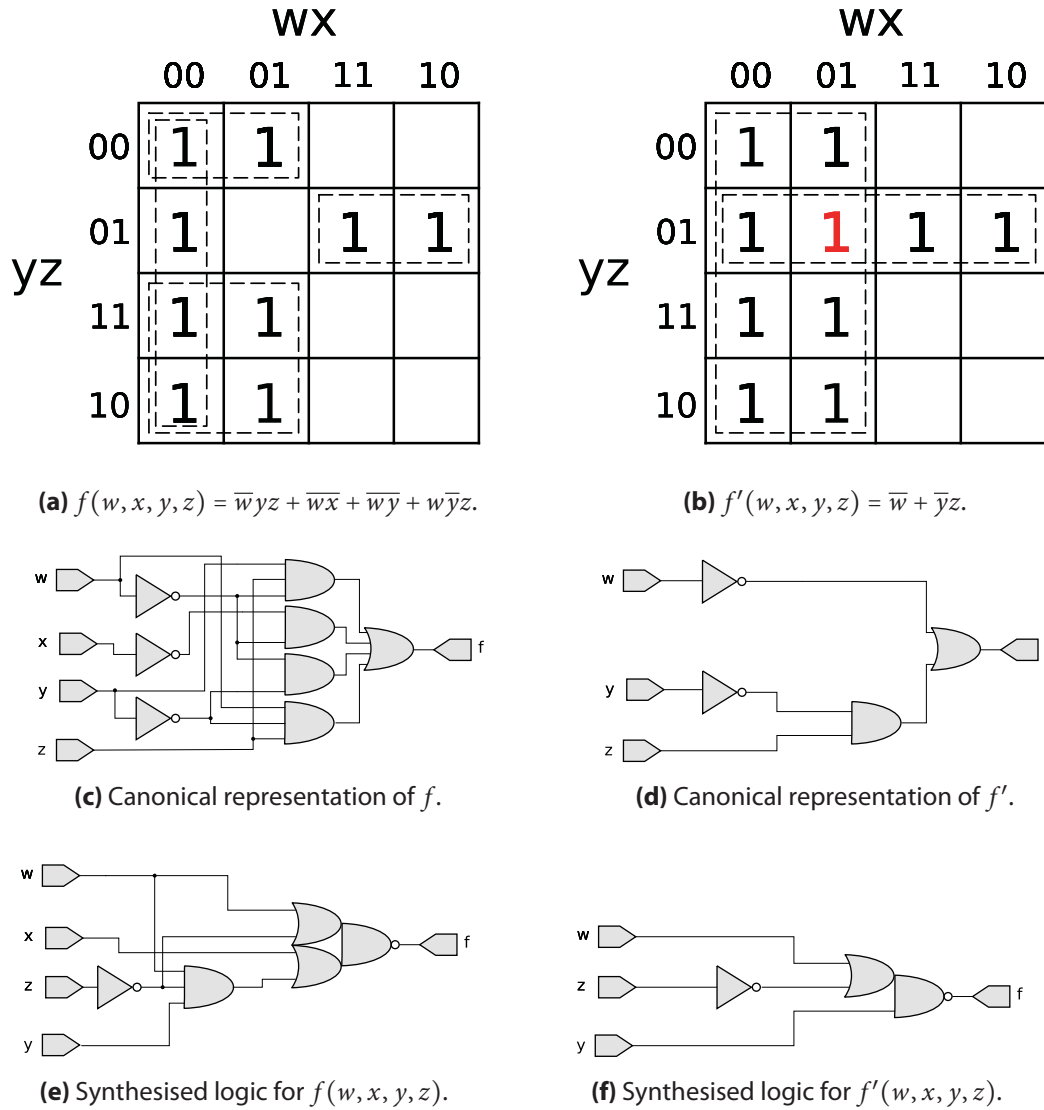 wx
00 01 11 10
00 1 1
01 1 1 1
yz
11 1 1
10 1 1
(a) f(w, x, y, z) = w̅yz + w̅x̅ + w̅y̅ + wy̅z.
wx
00 01 11 10
00 1 1
01 1 1 1 1
yz
11 1 1
10 1 1
(b) f′(w, x, y, z) = w̅ + y̅z.
w
x
f
y
z
(c) Canonical representation of f.
w
y
z
(d) Canonical representation of f′.
w
x
f
z
y
(e) Synthesised logic for f(w, x, y, z).
w
z
f
y
(f) Synthesised logic for f′(w, x, y, z).